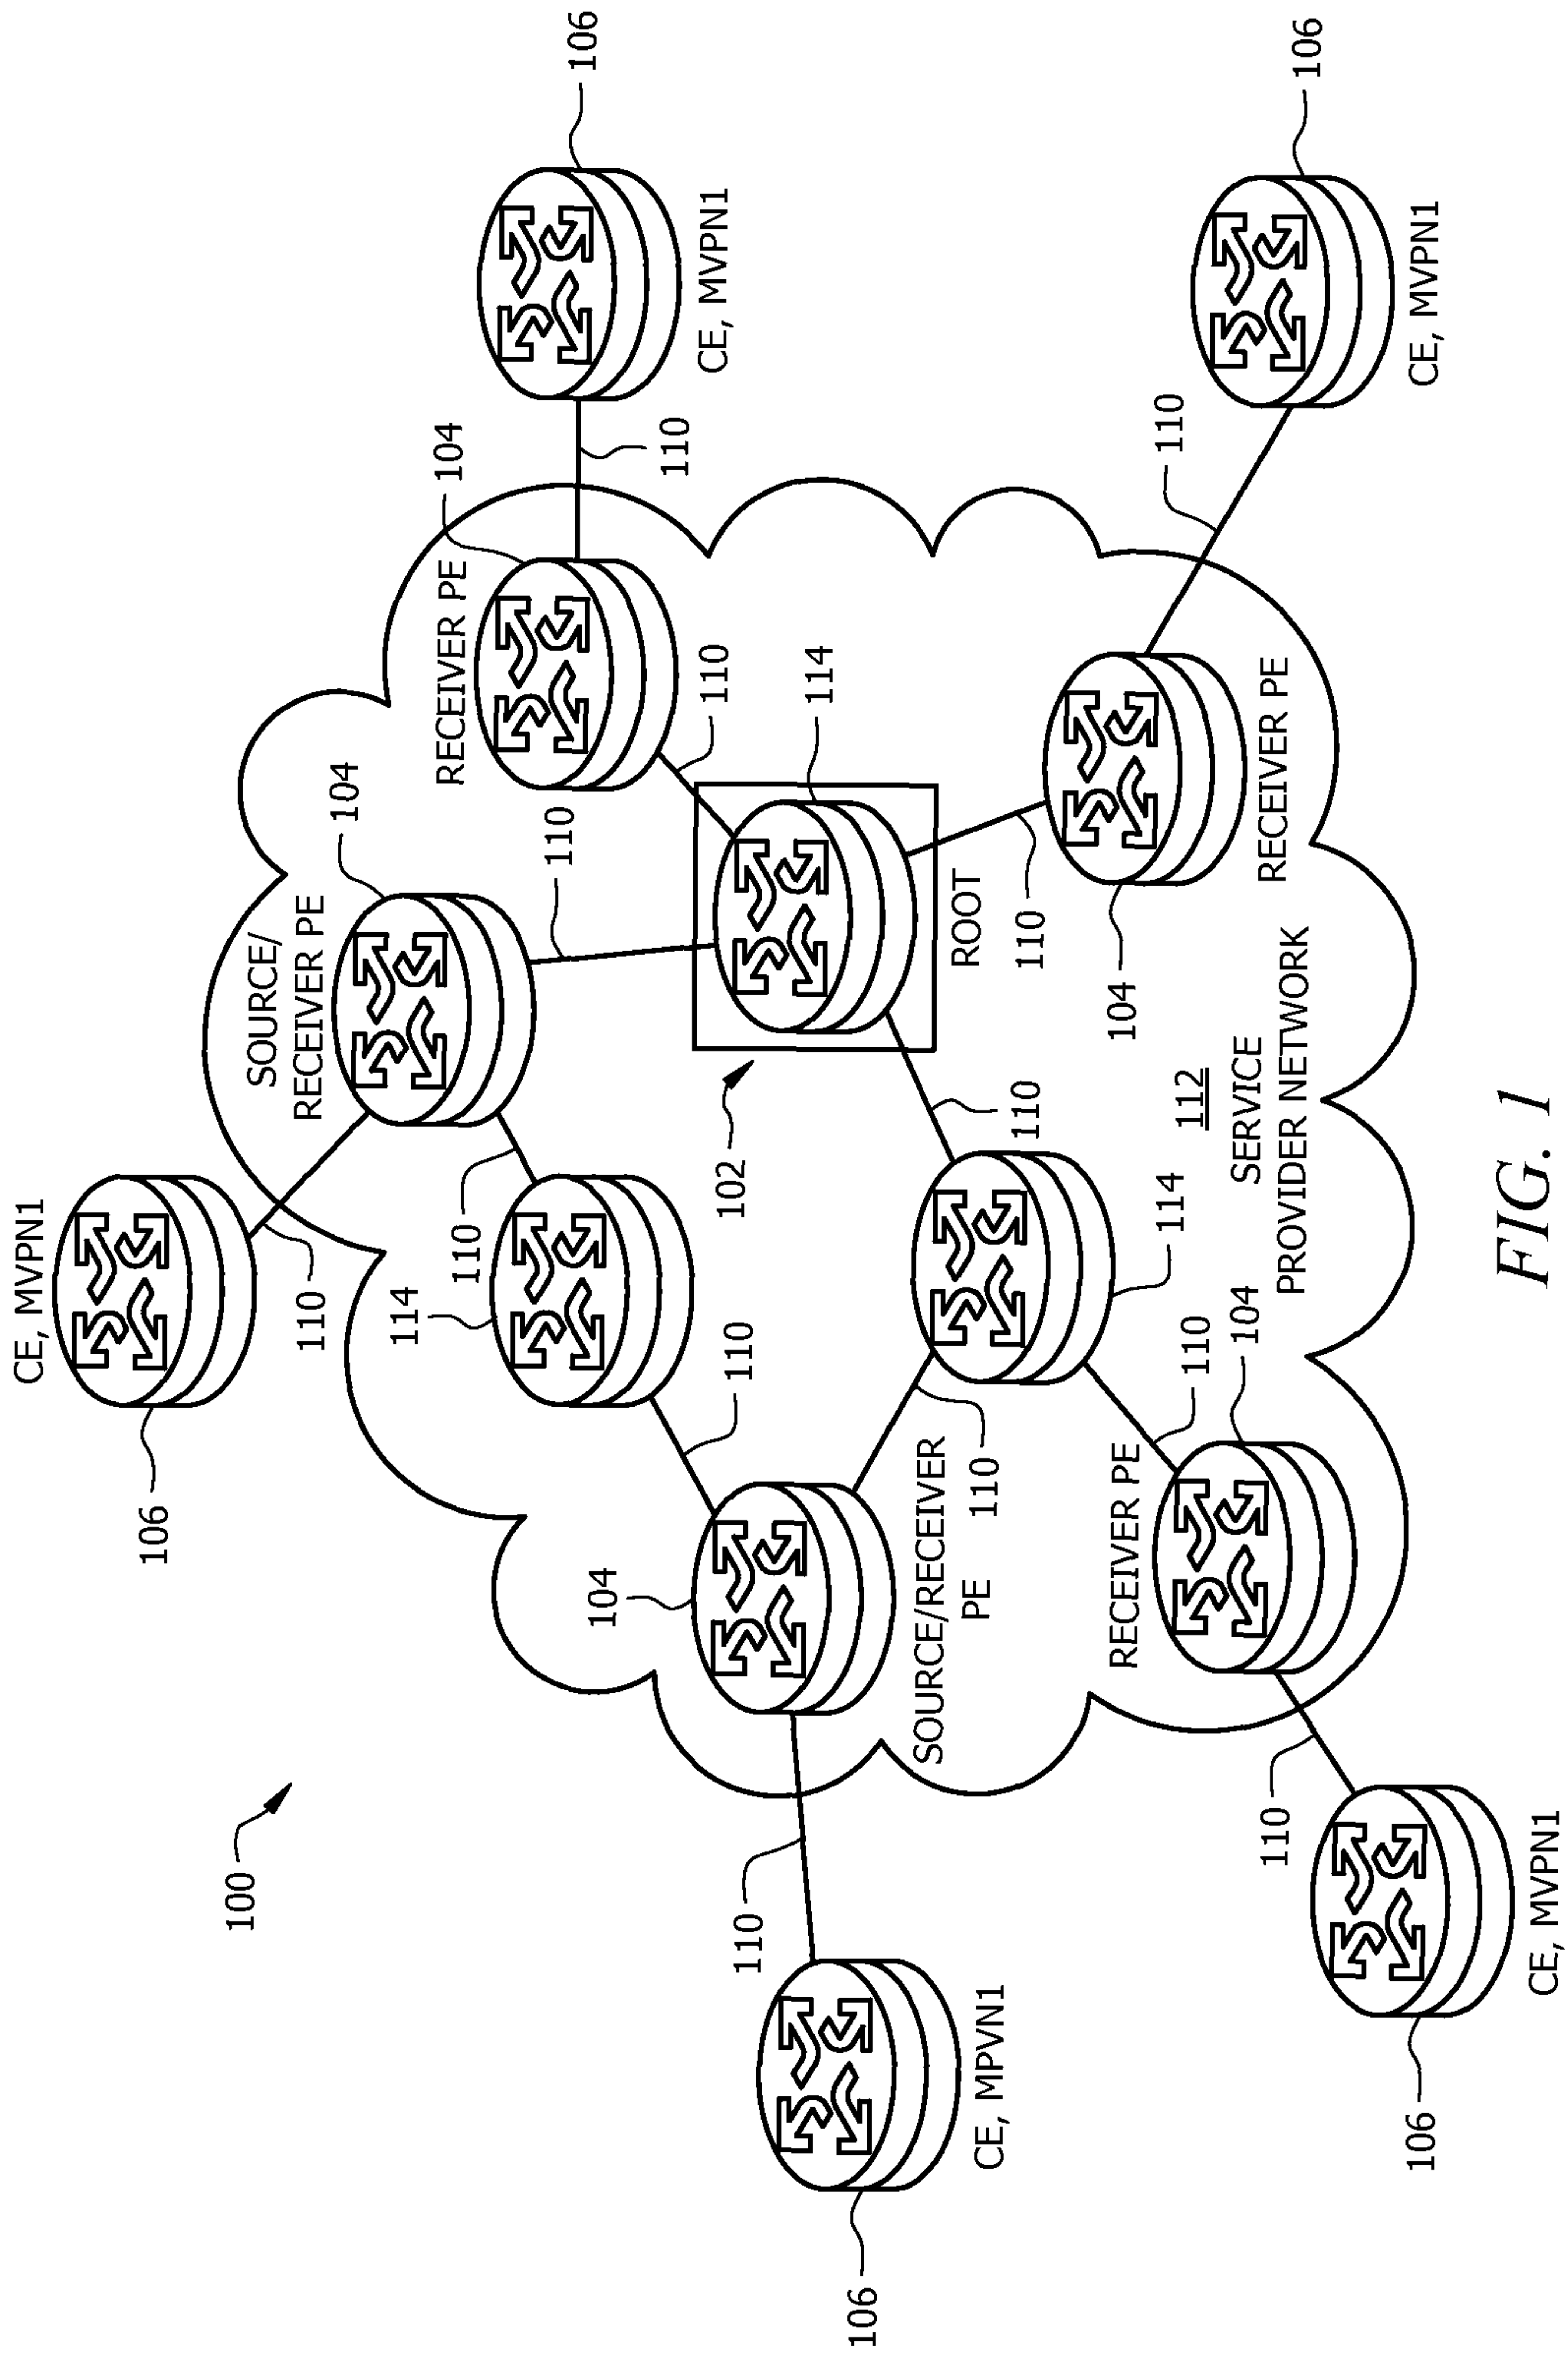 CE, MVPN1
106
100
SOURCE/
RECEIVER PE
110
104
114
RECEIVER PE
104
110
110
106
104
110
CE, MVPN1
110
102
110
110
114
106
SOURCE/RECEIVER
PE
ROOT
110
CE, MPVN1
110
110
104
RECEIVER PE
110
114
112
SERVICE
PROVIDER NETWORK
110
104
RECEIVER PE
110
106
106
CE, MVPN1
CE, MVPN1
FIG. 1